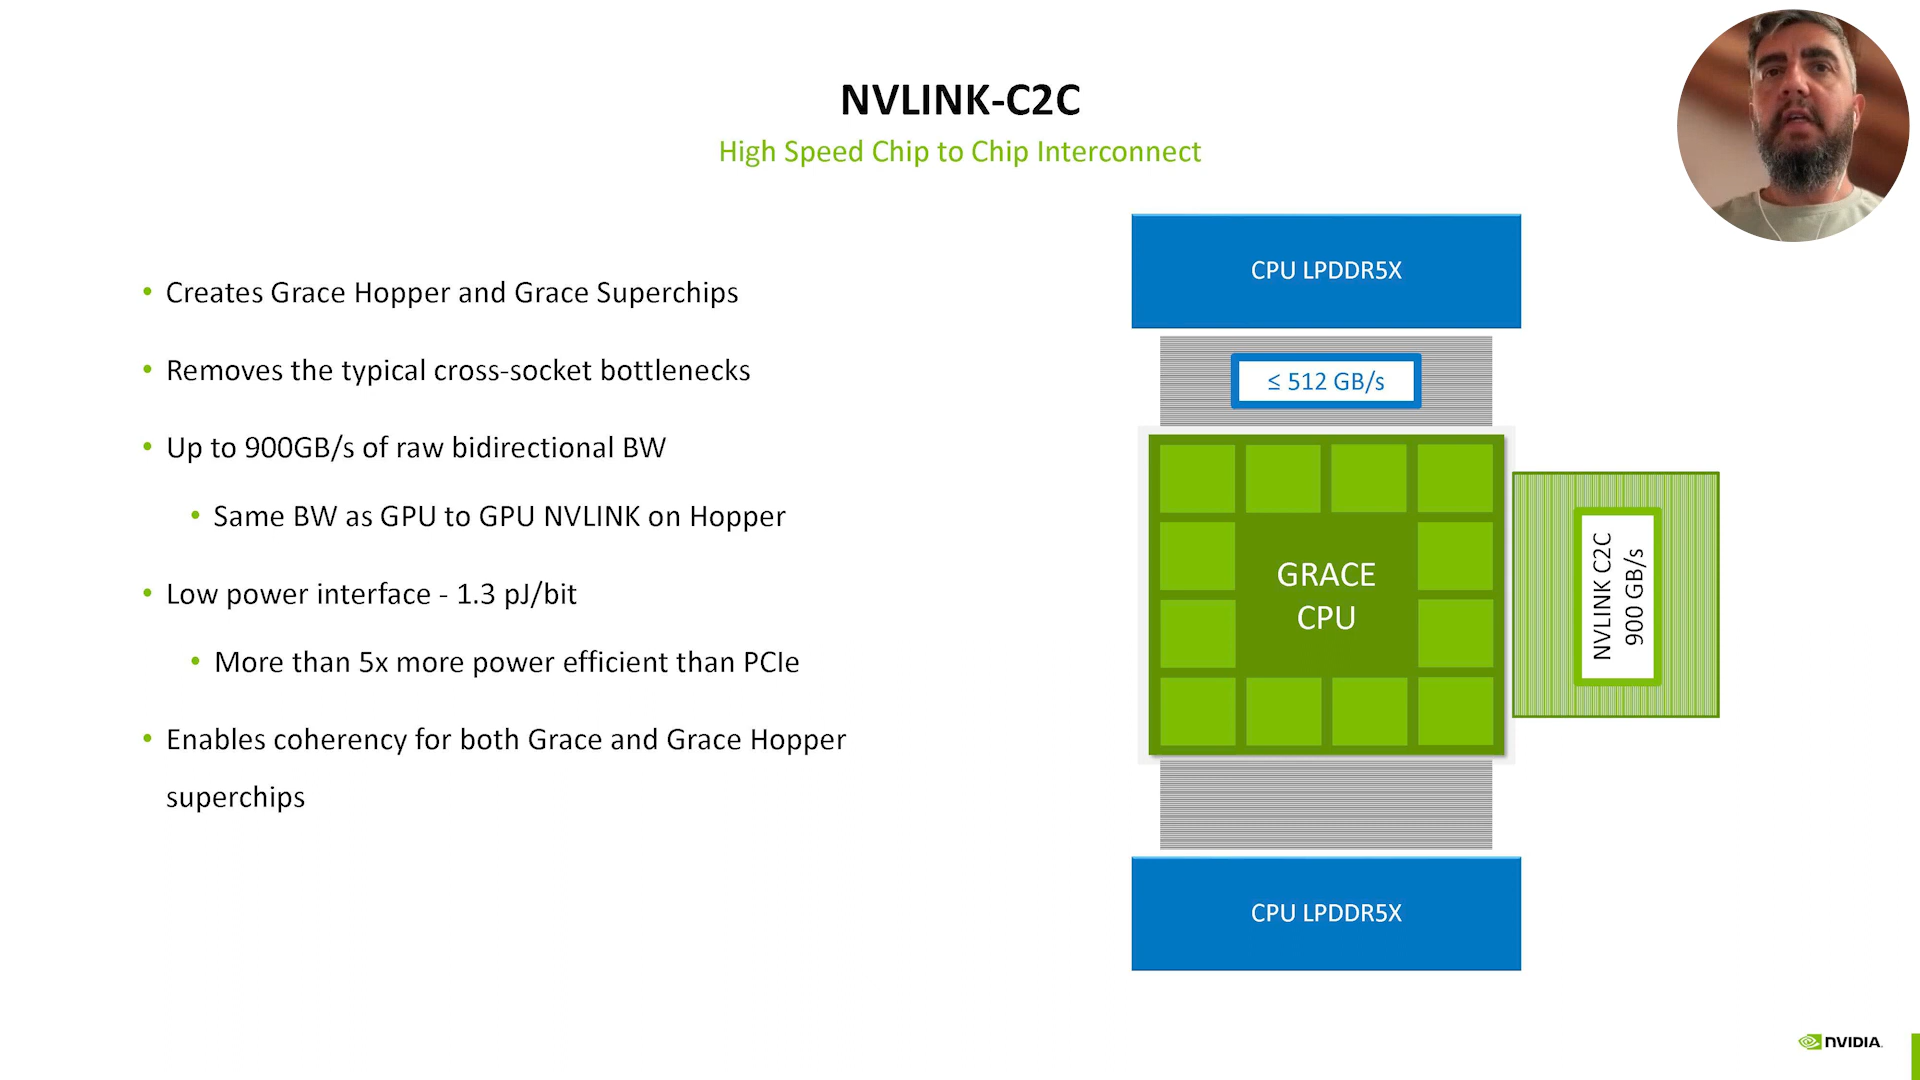 NVLINK-C2C
High Speed Chip to Chip Interconnect
• Creates Grace Hopper and Grace Superchips
• Removes the typical cross-socket bottlenecks
• Up to 900GB/s of raw bidirectional BW
• Same BW as GPU to GPU NVLINK on Hopper
• Low power interface - 1.3 pJ/bit
• More than 5x more power efficient than PCIe
• Enables coherency for both Grace and Grace Hopper
superchips
CPU LPDDR5X
≤ 512 GB/s
GRACE
CPU
NVLINK C2C
900 GB/s
CPU LPDDR5X
NVIDIA.